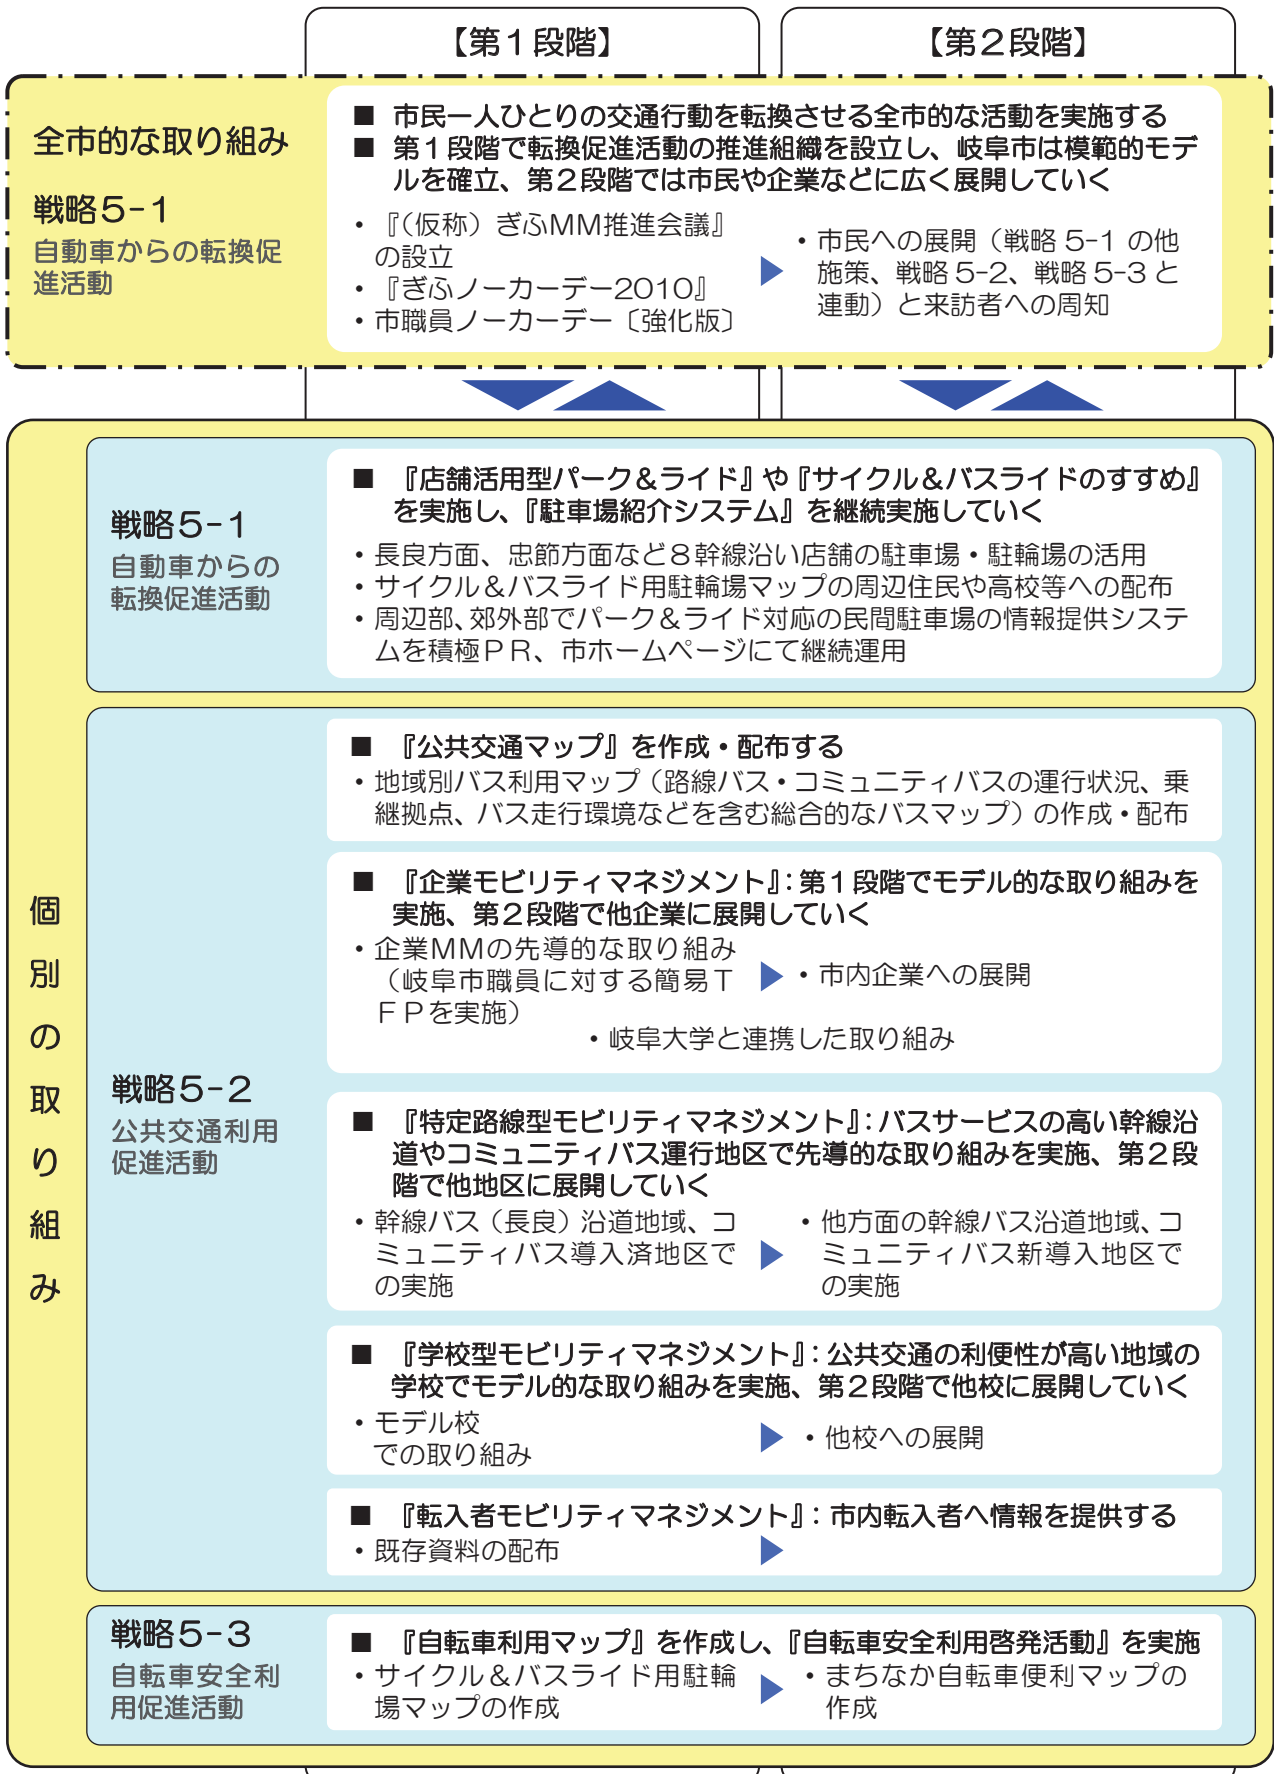 【第１段階】
【第２段階】
全市的な取り組み
戦略５-１
自動車からの転換促
進活動
■ 市民一人ひとりの交通行動を転換させる全市的な活動を実施する
■ 第１段階で転換促進活動の推進組織を設立し、岐阜市は模範的モデ
ルを確立、第２段階では市民や企業などに広く展開していく
・『(仮称）ぎふMM推進会議』
の設立
・『ぎふノーカーデー2010』
・市職員ノーカーデー〔強化版〕
・市民への展開（戦略 5-1 の他
施策、戦略 5-2、戦略 5-3 と
連動）と来訪者への周知
個別の取り組み
戦略５-１
自動車からの
転換促進活動
■ 『店舗活用型パーク＆ライド』や『サイクル＆バスライドのすすめ』
を実施し、『駐車場紹介システム』を継続実施していく
・長良方面、忠節方面など８幹線沿い店舗の駐車場・駐輪場の活用
・サイクル＆バスライド用駐輪場マップの周辺住民や高校等への配布
・周辺部、郊外部でパーク＆ライド対応の民間駐車場の情報提供システ
ムを積極ＰＲ、市ホームページにて継続運用
戦略５-２
公共交通利用
促進活動
■ 『公共交通マップ』を作成・配布する
・地域別バス利用マップ（路線バス・コミュニティバスの運行状況、乗
継拠点、バス走行環境などを含む総合的なバスマップ）の作成・配布
■ 『企業モビリティマネジメント』：第１段階でモデル的な取り組みを
実施、第２段階で他企業に展開していく
・企業MMの先導的な取り組み
（岐阜市職員に対する簡易Ｔ
ＦＰを実施）
・市内企業への展開
・岐阜大学と連携した取り組み
■ 『特定路線型モビリティマネジメント』：バスサービスの高い幹線沿
道やコミュニティバス運行地区で先導的な取り組みを実施、第２段
階で他地区に展開していく
・幹線バス（長良）沿道地域、コ
ミュニティバス導入済地区で
の実施
・他方面の幹線バス沿道地域、コ
ミュニティバス新導入地区で
の実施
■ 『学校型モビリティマネジメント』：公共交通の利便性が高い地域の
学校でモデル的な取り組みを実施、第２段階で他校に展開していく
・モデル校
での取り組み
・他校への展開
■ 『転入者モビリティマネジメント』：市内転入者へ情報を提供する
・既存資料の配布
戦略５-３
自転車安全利
用促進活動
■ 『自転車利用マップ』を作成し、『自転車安全利用啓発活動』を実施
・サイクル＆バスライド用駐輪
場マップの作成
・まちなか自転車便利マップの
作成